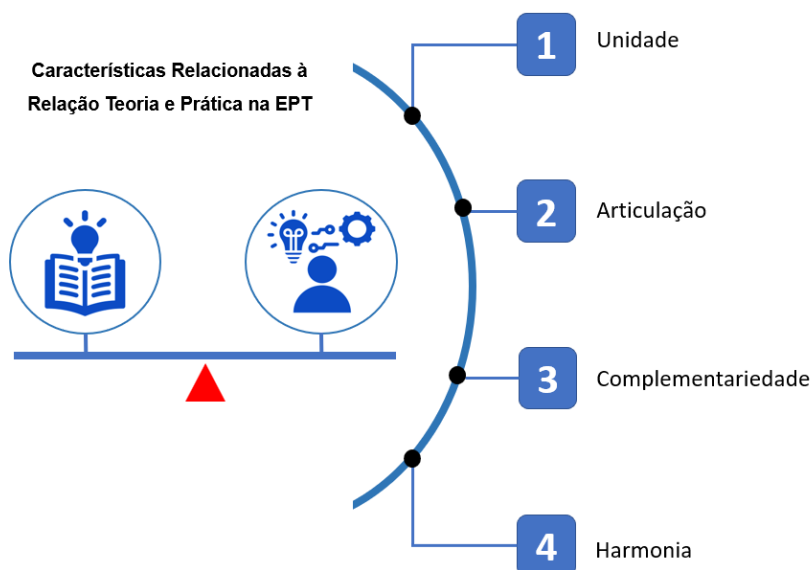 Características Relacionadas à
Relação Teoria e Prática na EPT
1 Unidade
2 Articulação
3 Complementariedade
4 Harmonia